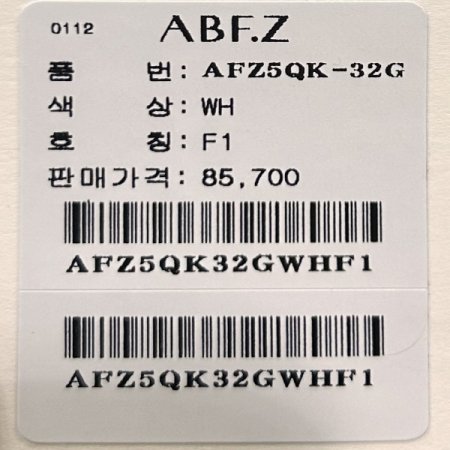 0112 ABF.Z
품 번: AFZ5QK-32G
색 상: WH
호 칭: F1
판매가격: 85,700
AFZ5QK32GWHF1
AFZ5QK32GWHF1